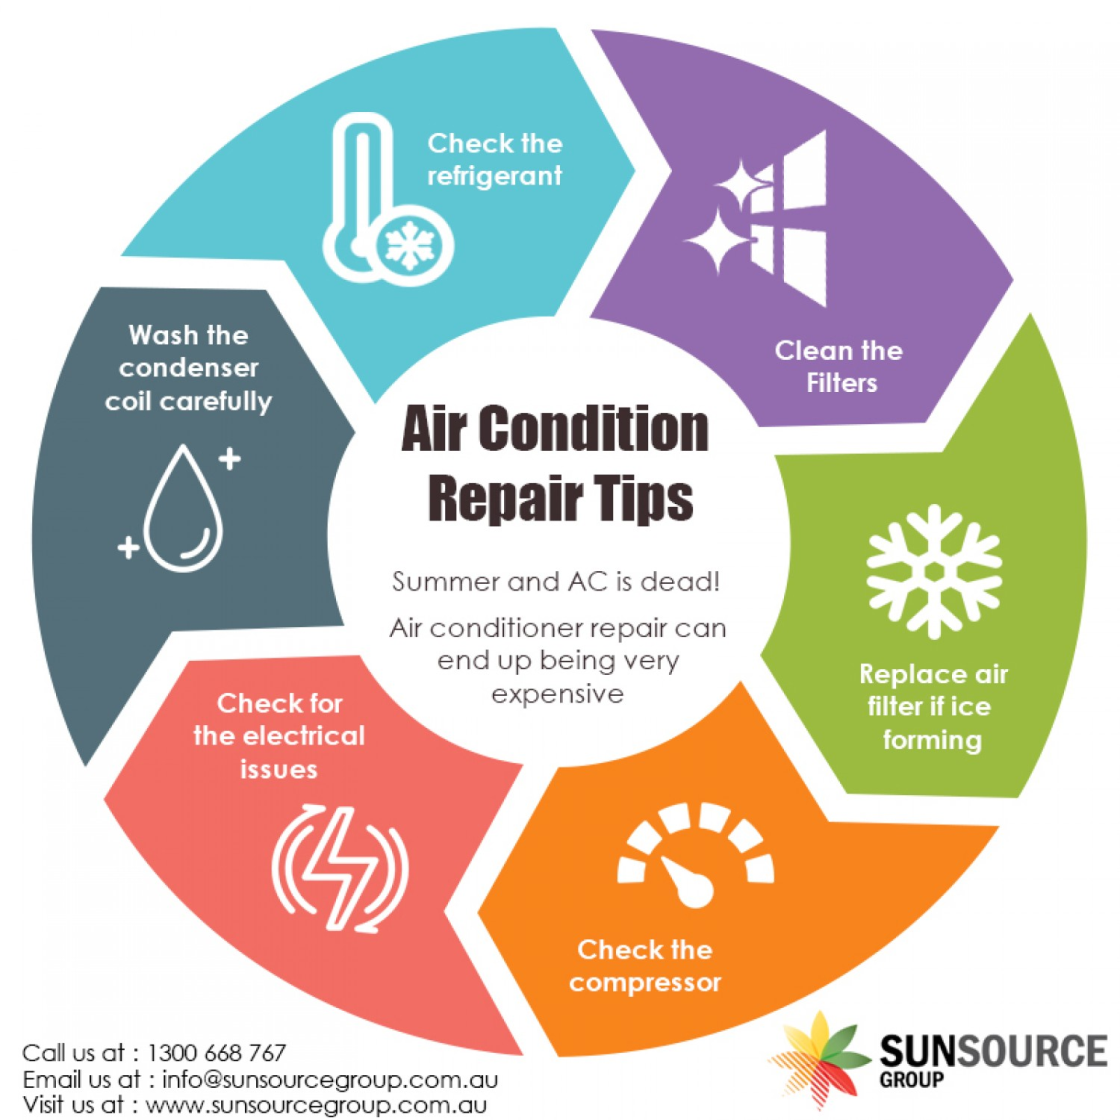 Check the
refrigerant
Clean the
Filters
Wash the
condenser
coil carefully
Air Condition
Repair Tips
Summer and AC is dead!
Air conditioner repair can
end up being very
expensive
Replace air
filter if ice
forming
Check for
the electrical
issues
Check the
compressor
SUNSOURCE
GROUP
Call us at : 1300 668 767
Email us at : info@sunsourcegroup.com.au
Visit us at : www.sunsourcegroup.com.au